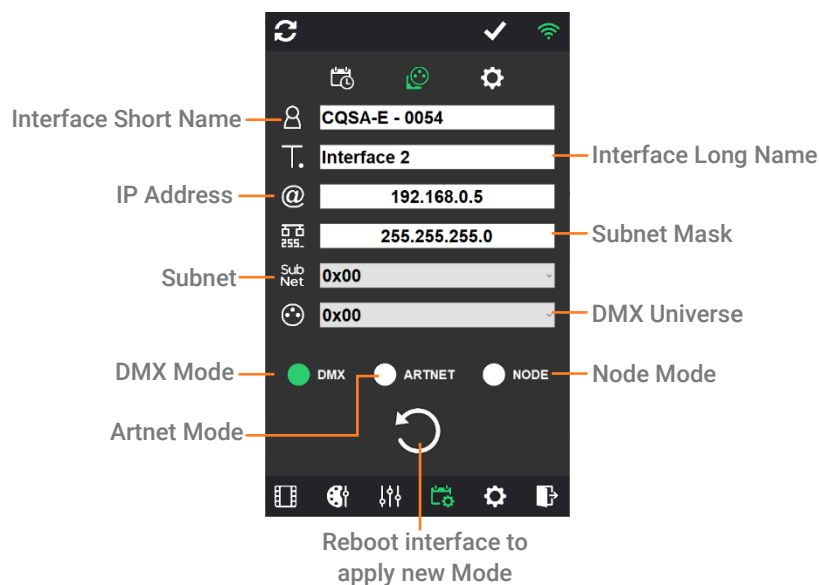 Interface Short Name
CQSA-E - 0054
Interface 2
Interface Long Name
IP Address
@
192.168.0.5
255_
255.255.255.0
Subnet Mask
Subnet
Sub
Net
0x00
0x00
DMX Universe
DMX Mode
DMX
ARTNET
NODE
Node Mode
Artnet Mode
Reboot interface to
apply new Mode